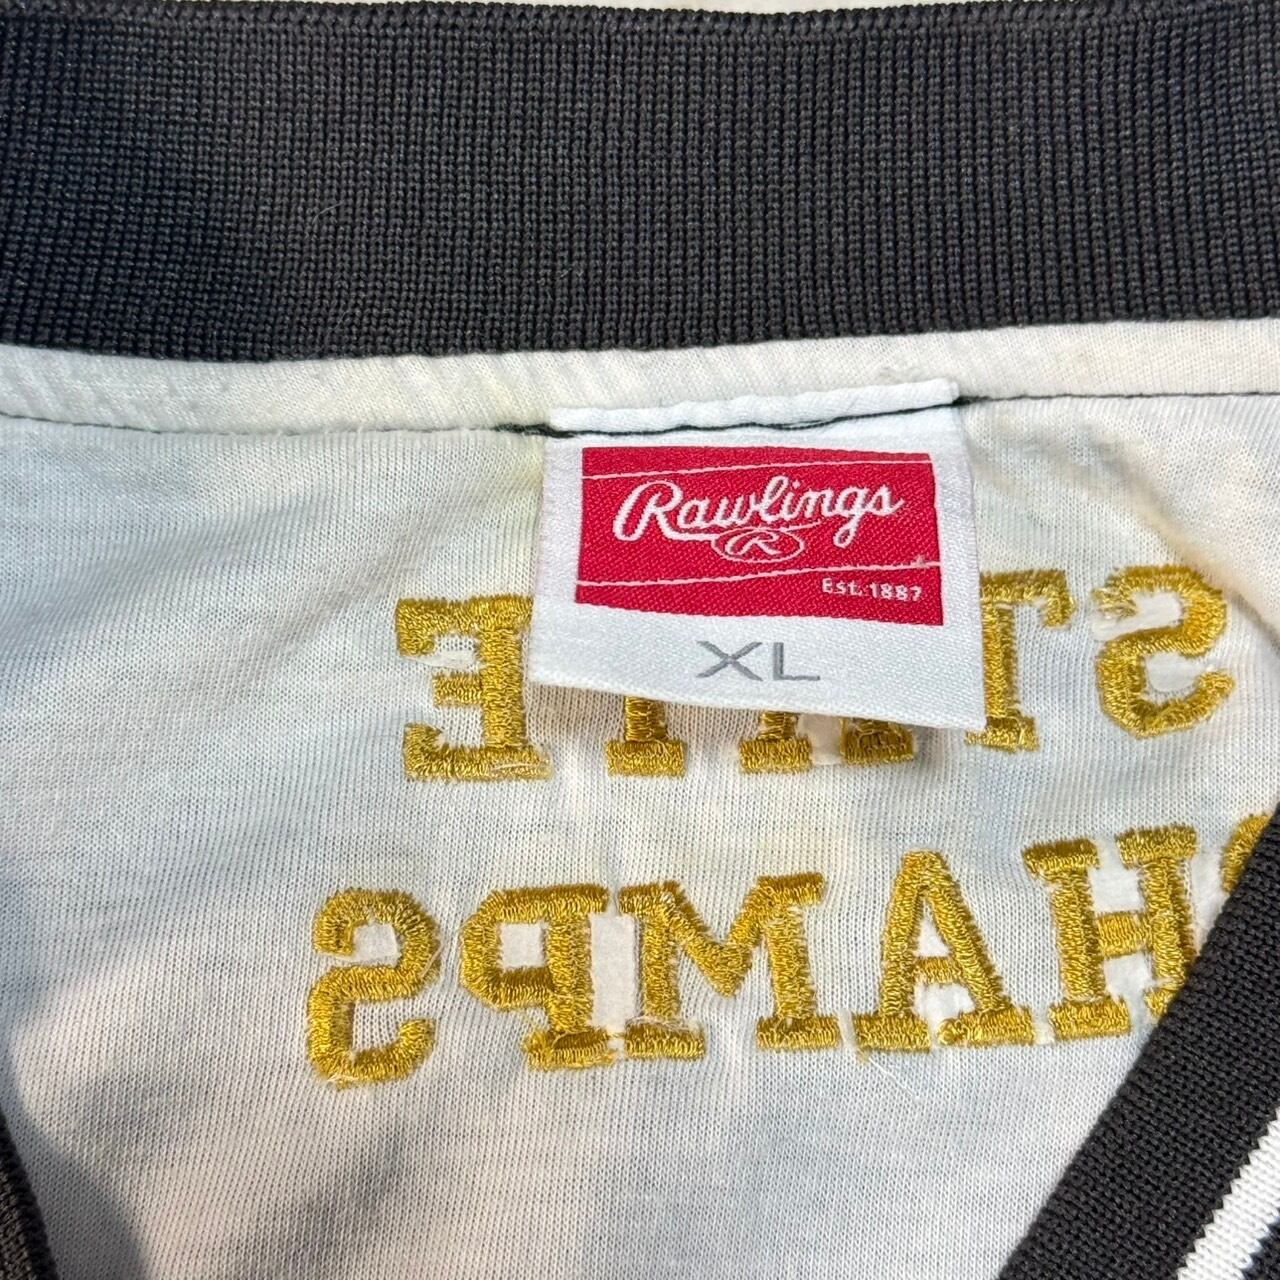 Rawlings
R
Est. 1887
XL
STATE
CHAMPS